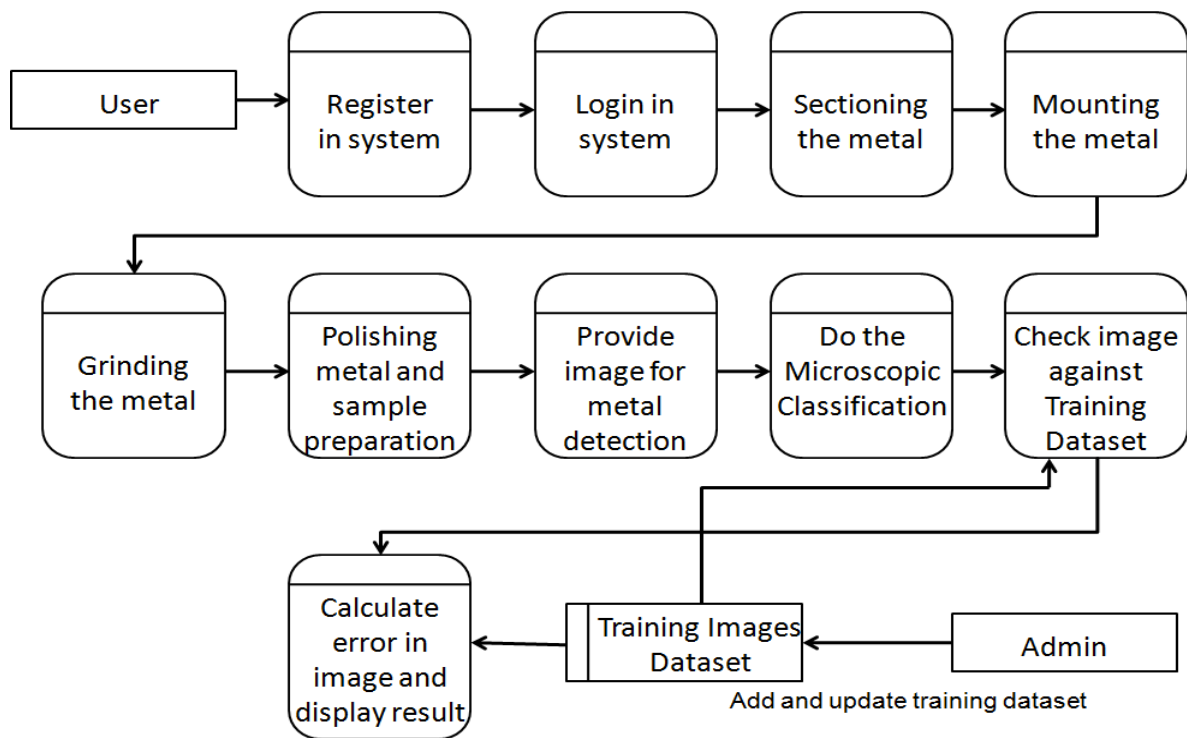 User
Register
in system
Login in
system
Sectioning
the metal
Mounting
the metal
Grinding
the metal
Polishing
metal and
sample
preparation
Provide
image for
metal
detection
Do the
Microscopic
Classification
Check image
against
Training
Dataset
Calculate
error in
image and
display result
Training Images
Dataset
Admin
Add and update training dataset